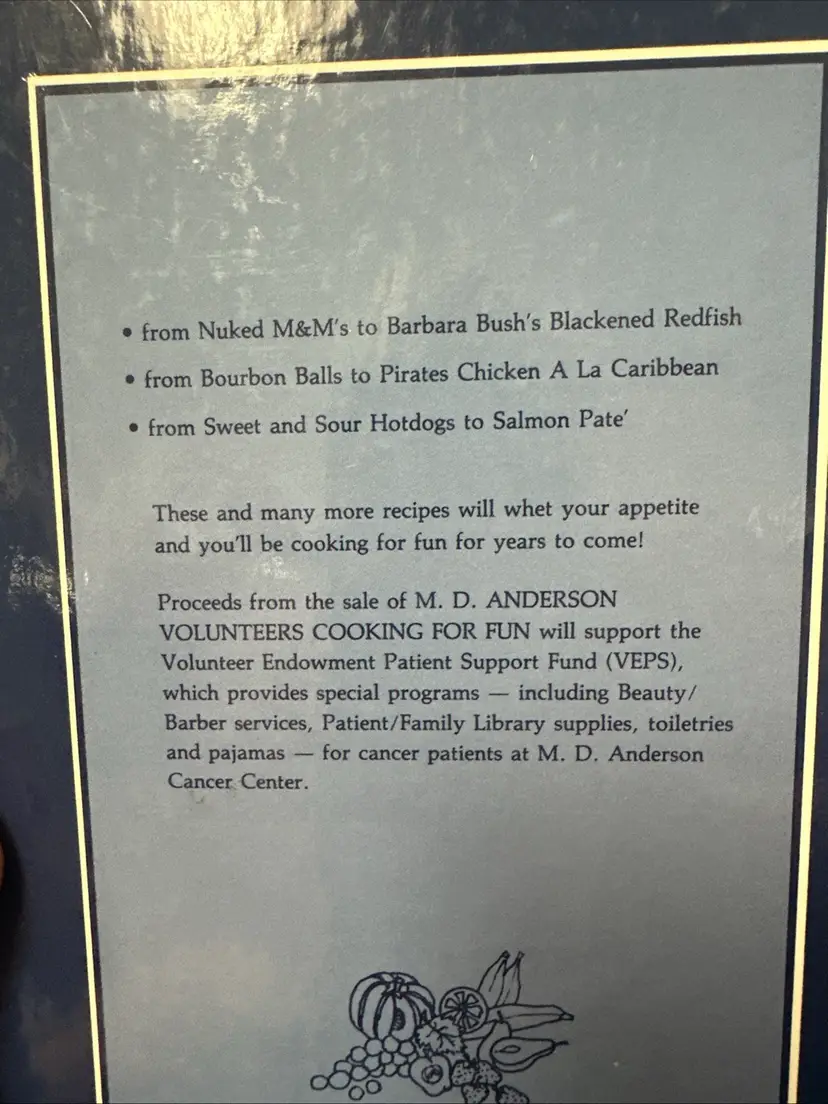 • from Nuked M&M's to Barbara Bush's Blackened Redfish
• from Bourbon Balls to Pirates Chicken A La Caribbean
• from Sweet and Sour Hotdogs to Salmon Pate'
These and many more recipes will whet your appetite
and you'll be cooking for fun for years to come!
Proceeds from the sale of M. D. ANDERSON
VOLUNTEERS COOKING FOR FUN will support the
Volunteer Endowment Patient Support Fund (VEPS),
which provides special programs — including Beauty/
Barber services, Patient/Family Library supplies, toiletries
and pajamas — for cancer patients at M. D. Anderson
Cancer Center.